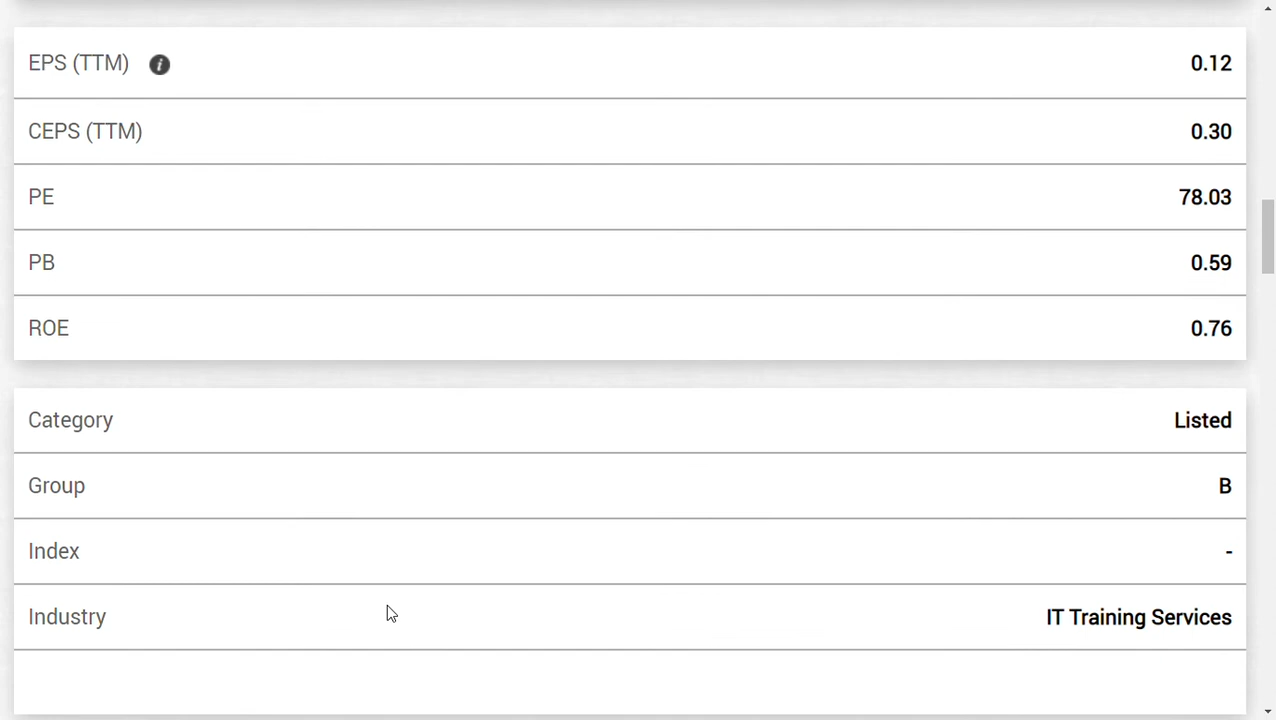 EPS (TTM) i 0.12
CEPS (TTM) 0.30
PE 78.03
PB 0.59
ROE 0.76
Category Listed
Group B
Index -
Industry IT Training Services